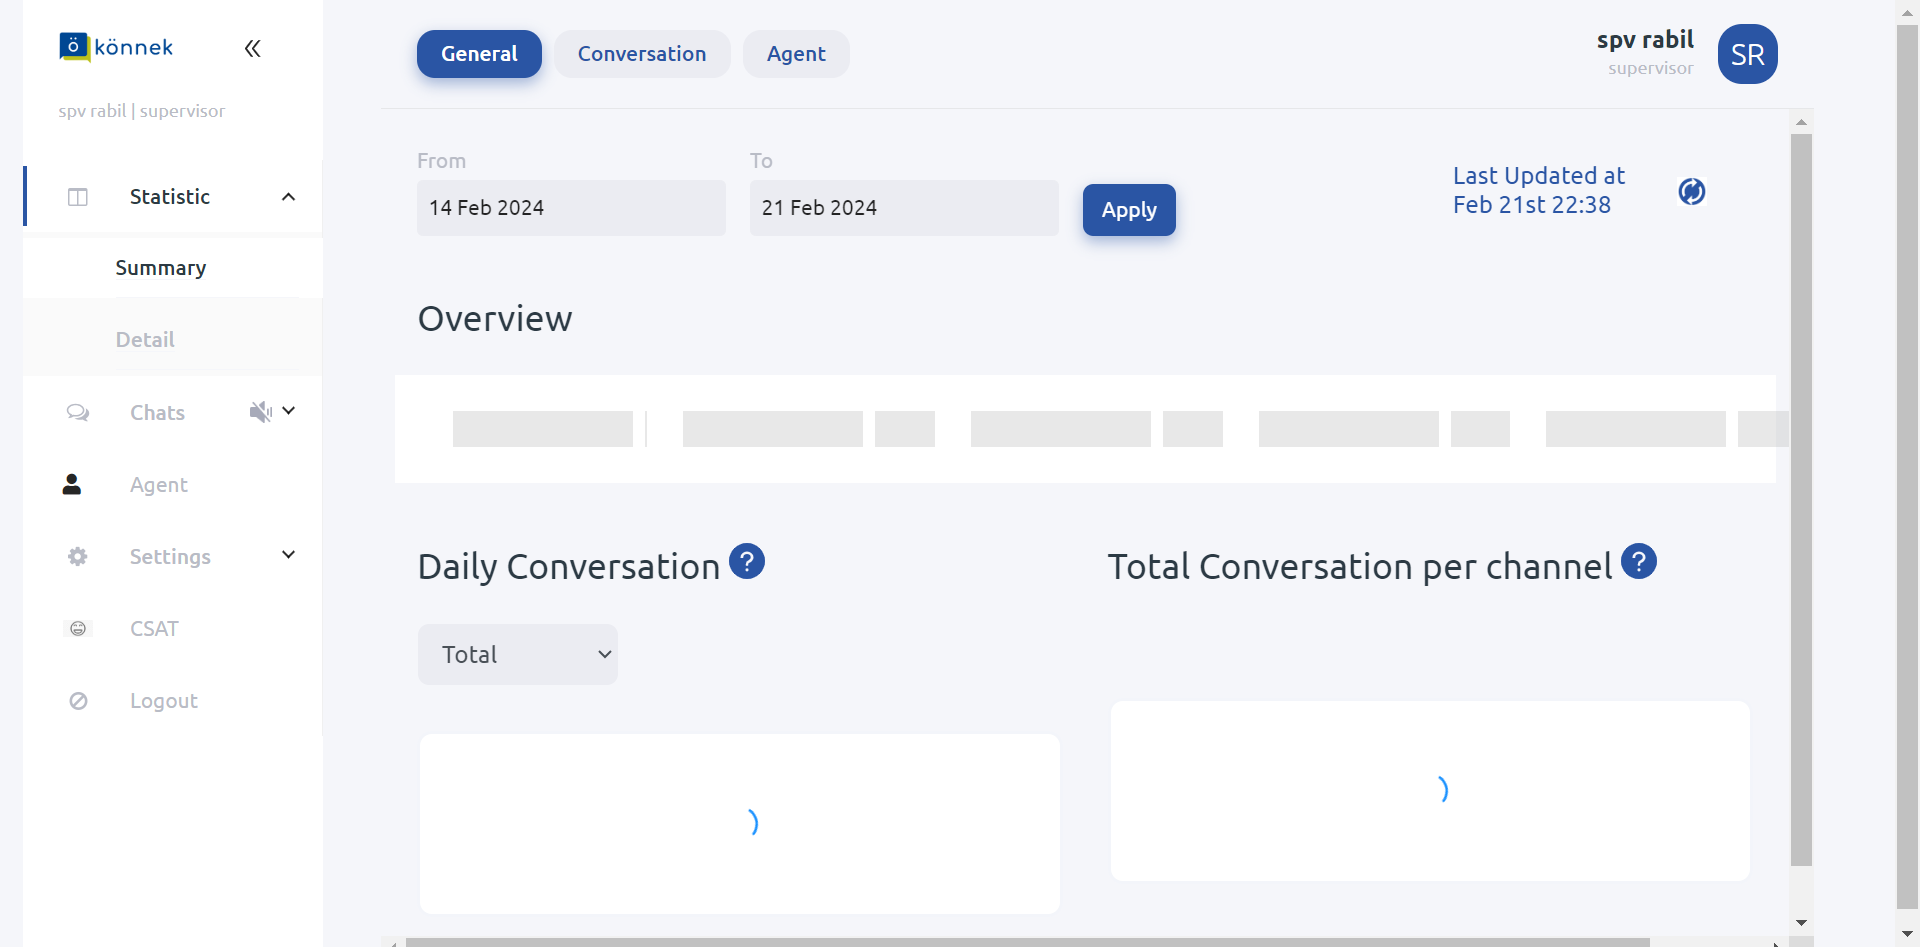 ö könnek
spv rabil | supervisor
Statistic
Summary
Detail
Chats
Agent
Settings
CSAT
Logout
General
Conversation
Agent
spv rabil
supervisor
SR
From
14 Feb 2024
To
21 Feb 2024
Apply
Last Updated at
Feb 21st 22:38
Overview
Daily Conversation ?
Total
Total Conversation per channel ?